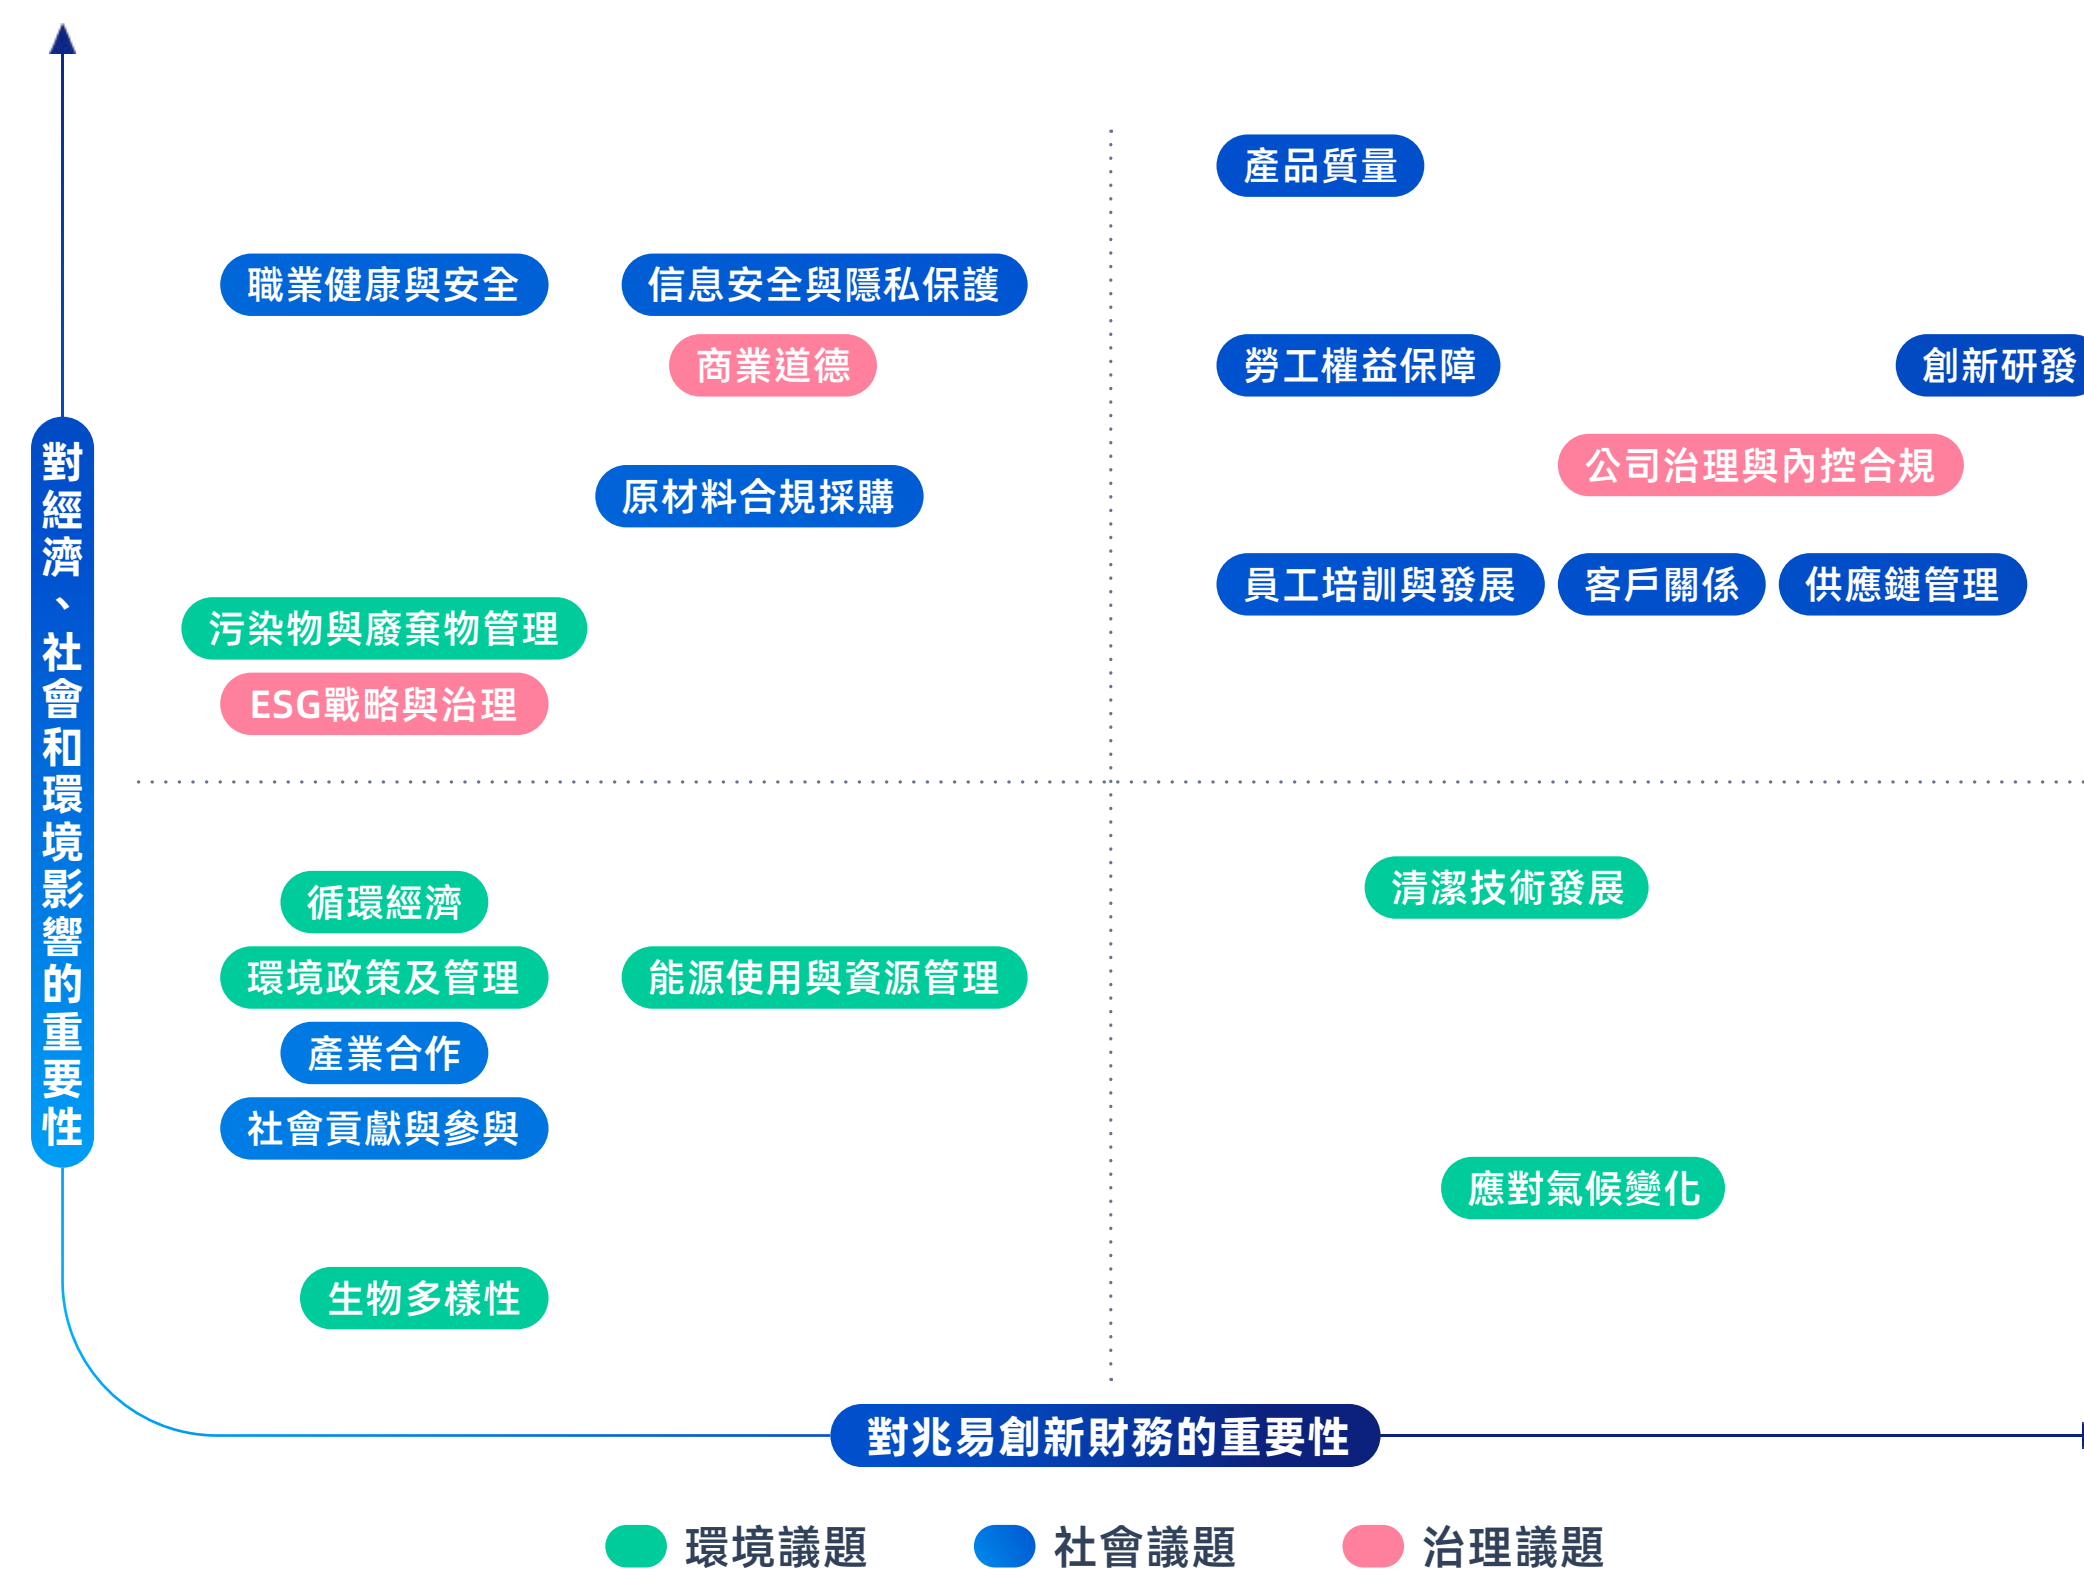 對經濟、社會和環境影響的重要性
產品質量
職業健康與安全
信息安全與隱私保護
商業道德
勞工權益保障
創新研發
公司治理與內控合規
原材料合規採購
員工培訓與發展
客戶關係
供應鏈管理
污染物與廢棄物管理
ESG戰略與治理
循環經濟
清潔技術發展
環境政策及管理
能源使用與資源管理
產業合作
社會貢獻與參與
應對氣候變化
生物多樣性
對兆易創新財務的重要性
環境議題
社會議題
治理議題